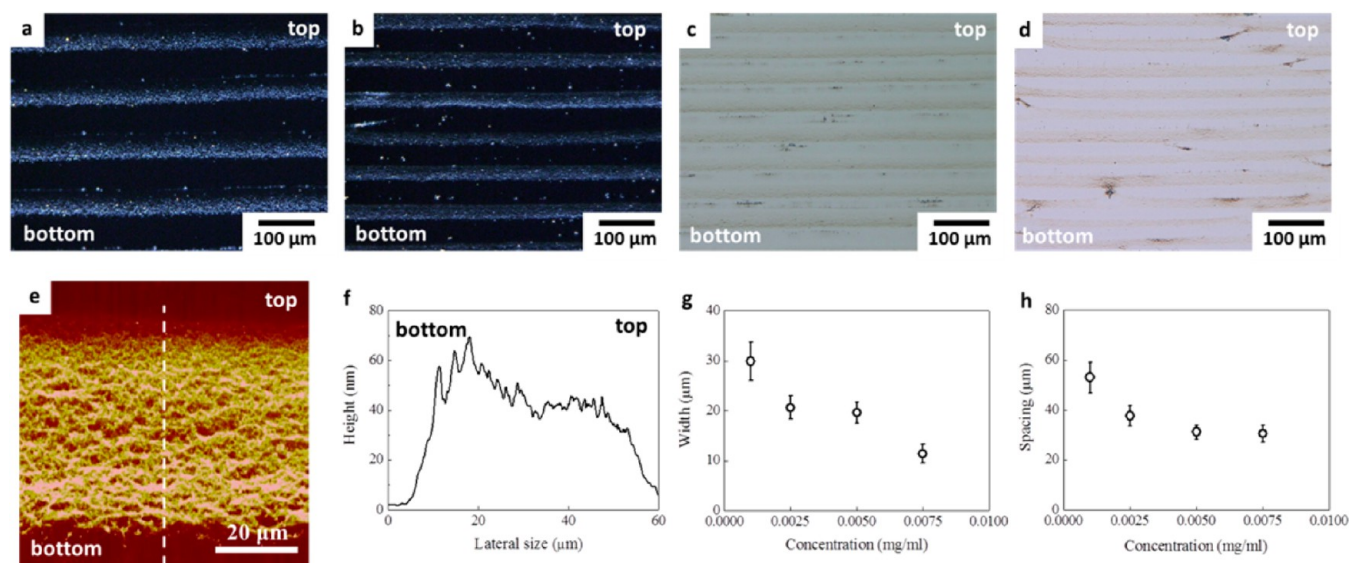 a top
bottom 100 µm
b top
bottom 100 µm
c top
bottom 100 µm
d top
bottom 100 µm
e top
20 µm
bottom
f
80
60
40
20
0
Height (nm)
bottom top
0 20 40 60
Lateral size (µm)
g
40
30
20
10
0
Width (µm)
0.0000 0.0025 0.0050 0.0075 0.0100
Concentration (mg/ml)
h
80
60
40
20
0
Spacing (µm)
0.0000 0.0025 0.0050 0.0075 0.0100
Concentration (mg/ml)